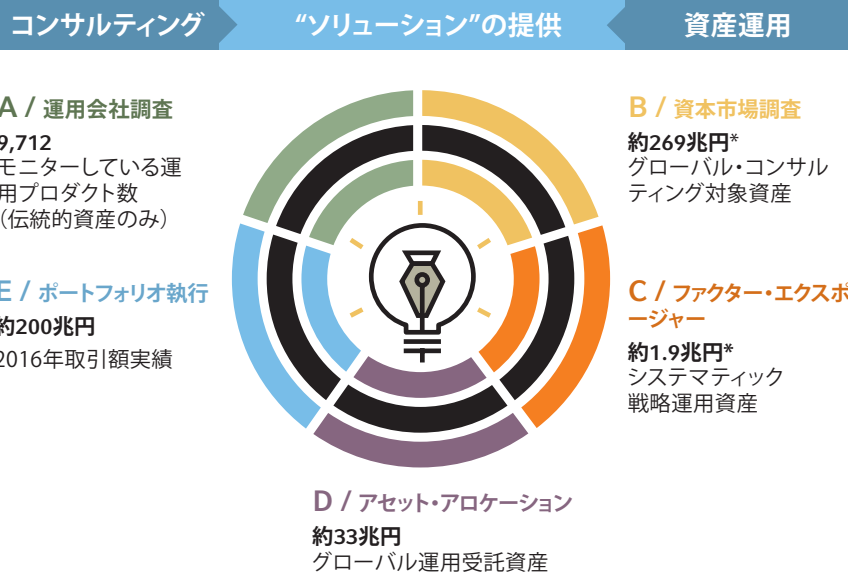 コンサルティング
“ソリューション”の提供
資産運用
A / 運用会社調査
9,712
モニターしている運
用プロダクト数
（伝統的資産のみ）
B / 資本市場調査
約269兆円*
グローバル・コンサル
ティング対象資産
E / ポートフォリオ執行
約200兆円
2016年取引額実績
C / ファクター・エクスポ
ージャー
約1.9兆円*
システマティック
戦略運用資産
D / アセット・アロケーション
約33兆円
グローバル運用受託資産